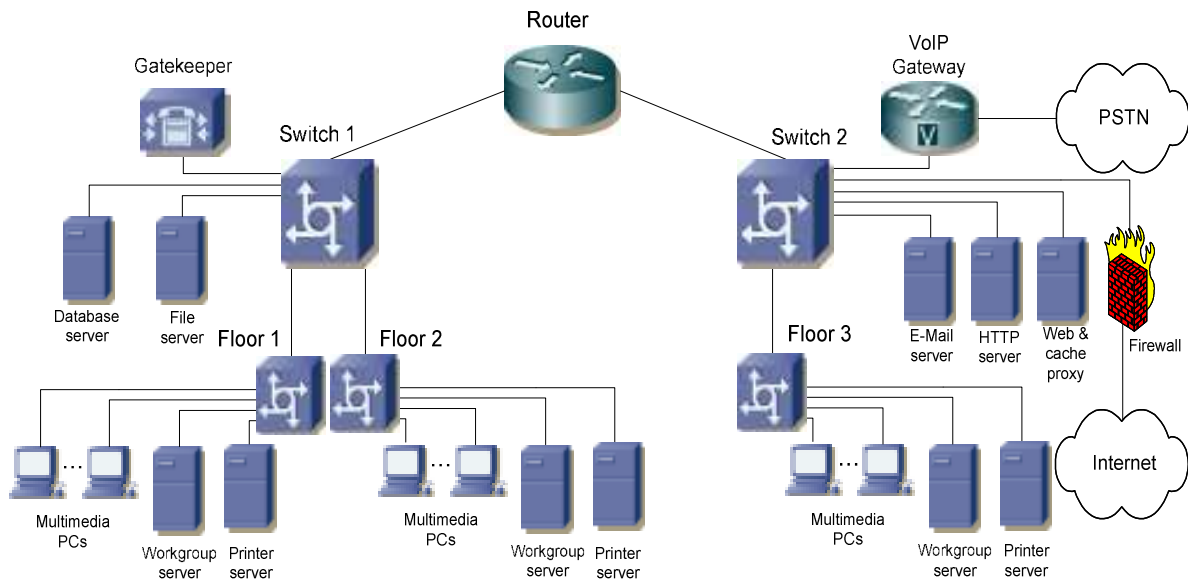 Router
Gatekeeper
VoIP
Gateway
PSTN
Switch 1
Switch 2
V
Database
server
File
server
Floor 1
Floor 2
Floor 3
E-Mail
server
HTTP
server
Web &
cache
proxy
Firewall
Internet
Multimedia
PCs
Workgroup
server
Printer
server
Multimedia
PCs
Workgroup
server
Printer
server
Multimedia
PCs
Workgroup
server
Printer
server